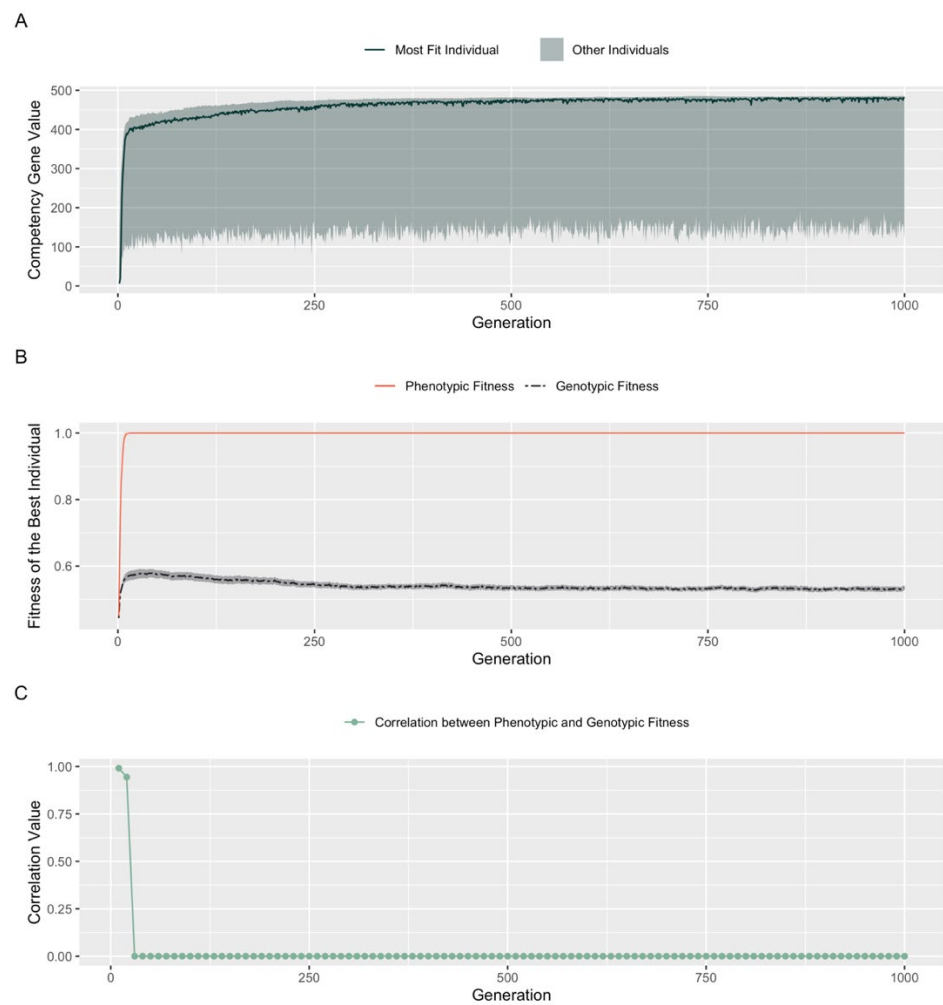 A
Most Fit Individual Other Individuals
500
400
300
200
100
0
Competency Gene Value
0 250 500 750 1000
Generation
B
Phenotypic Fitness Genotypic Fitness
1.0
0.8
0.6
Fitness of the Best Individual
0 250 500 750 1000
Generation
C
Correlation between Phenotypic and Genotypic Fitness
1.00
0.75
0.50
0.25
0.00
Correlation Value
0 250 500 750 1000
Generation